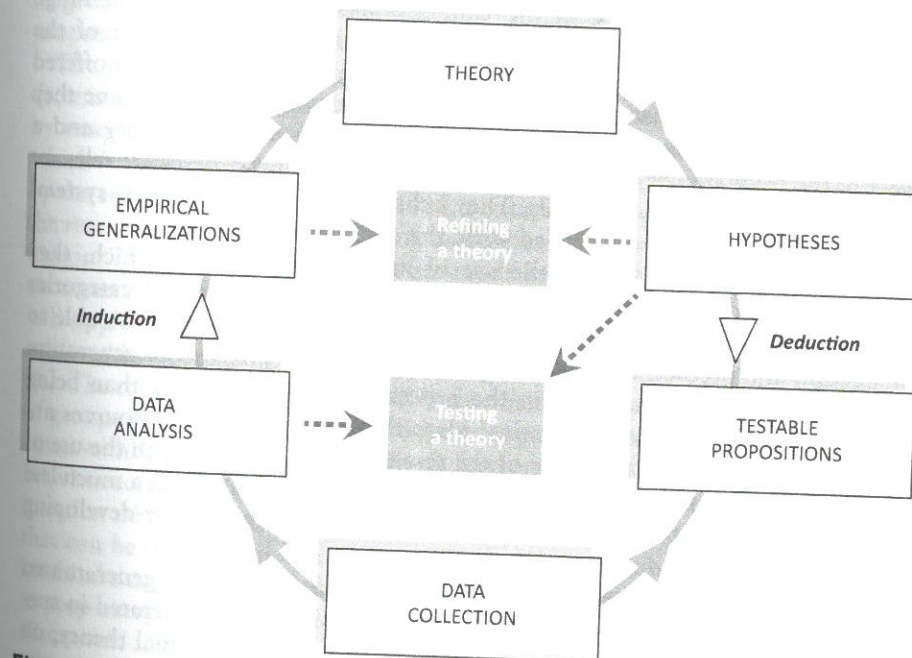 THEORY
EMPIRICAL
GENERALIZATIONS
Refining
a theory
HYPOTHESES
Induction
Deduction
DATA
ANALYSIS
Testing
a theory
TESTABLE
PROPOSITIONS
DATA
COLLECTION